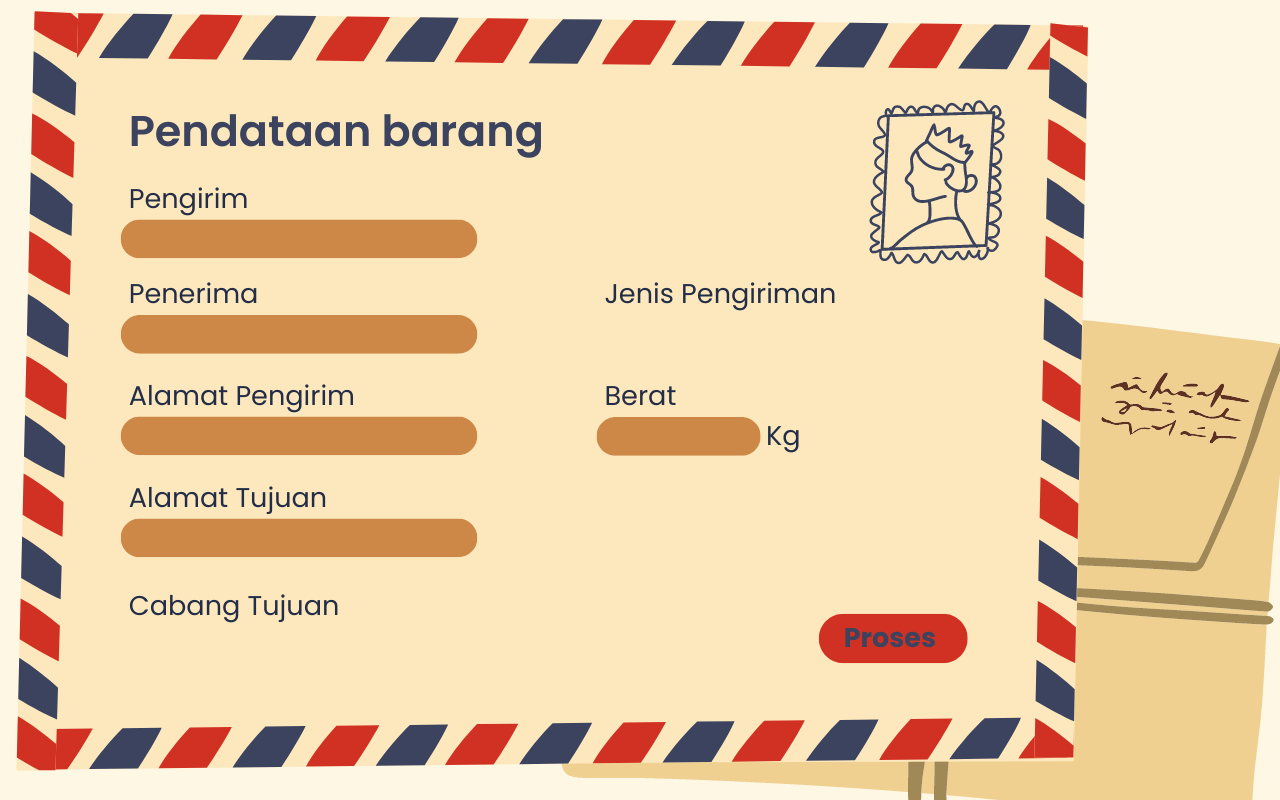 Pendataan barang
Pengirim
Penerima
Jenis Pengiriman
Alamat Pengirim
Berat
Kg
Alamat Tujuan
Cabang Tujuan
Proses